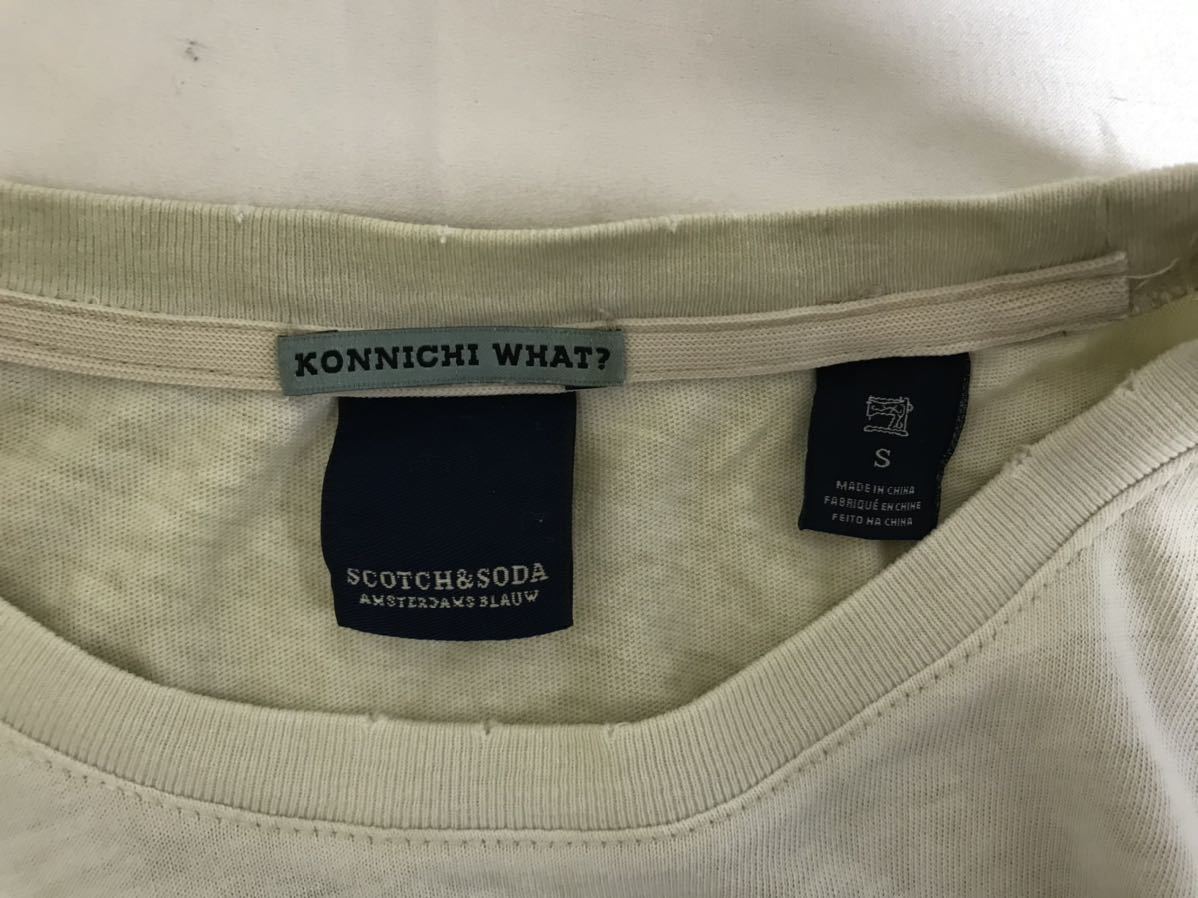 KONNICHI WHAT?
SCOTCH&SODA
AMSTERDAMS BLAUW
S
MADE IN CHINA
FABRIQUÉ EN CHINE
FEITO NA CHINA